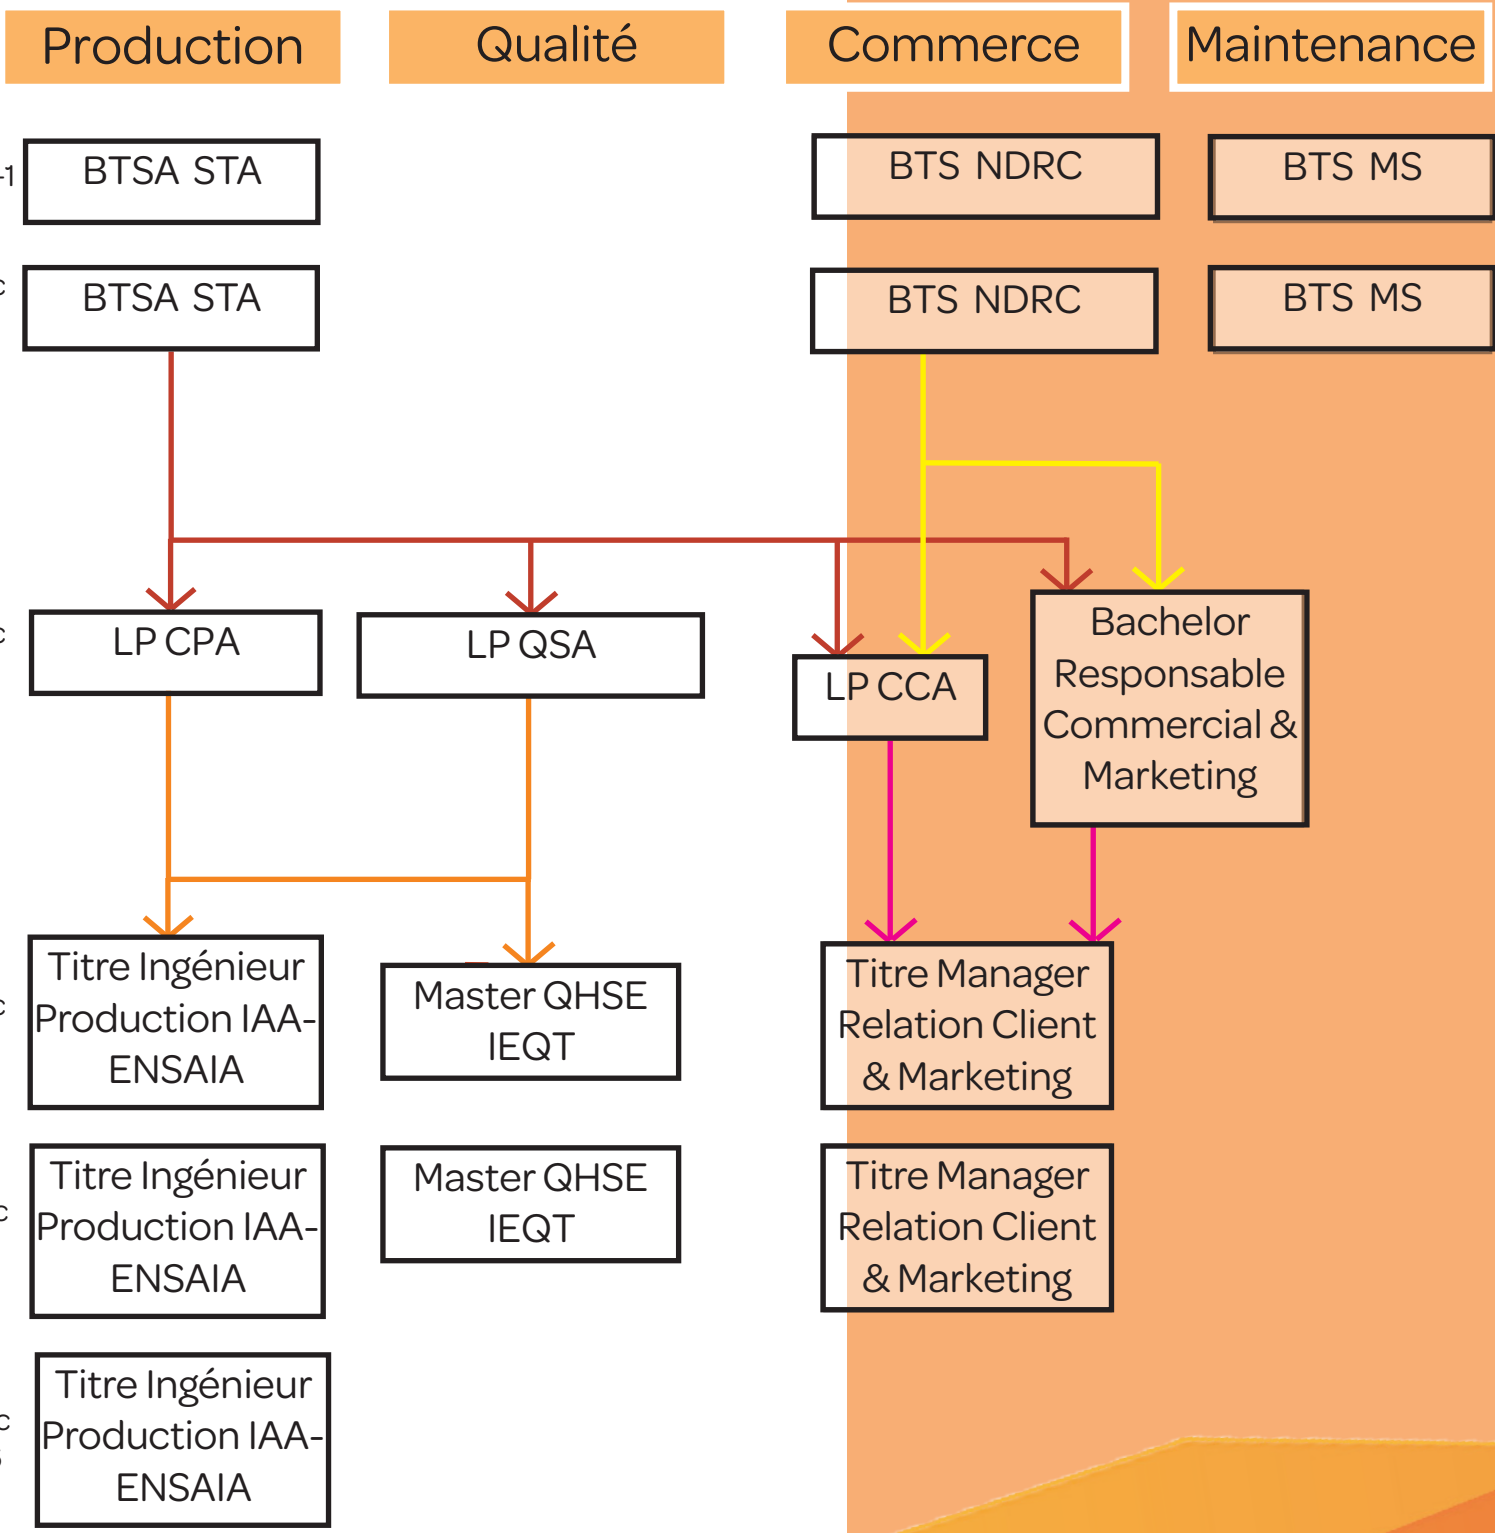 Production
Qualité
Commerce
Maintenance
BTSA STA
BTS NDRC
BTS MS
BTSA STA
BTS NDRC
BTS MS
LP CPA
LP QSA
LP CCA
Bachelor
Responsable
Commercial &
Marketing
Titre Ingénieur
Production IAA-
ENSAIA
Master QHSE
IEQT
Titre Manager
Relation Client
& Marketing
Titre Ingénieur
Production IAA-
ENSAIA
Master QHSE
IEQT
Titre Manager
Relation Client
& Marketing
Titre Ingénieur
Production IAA-
ENSAIA